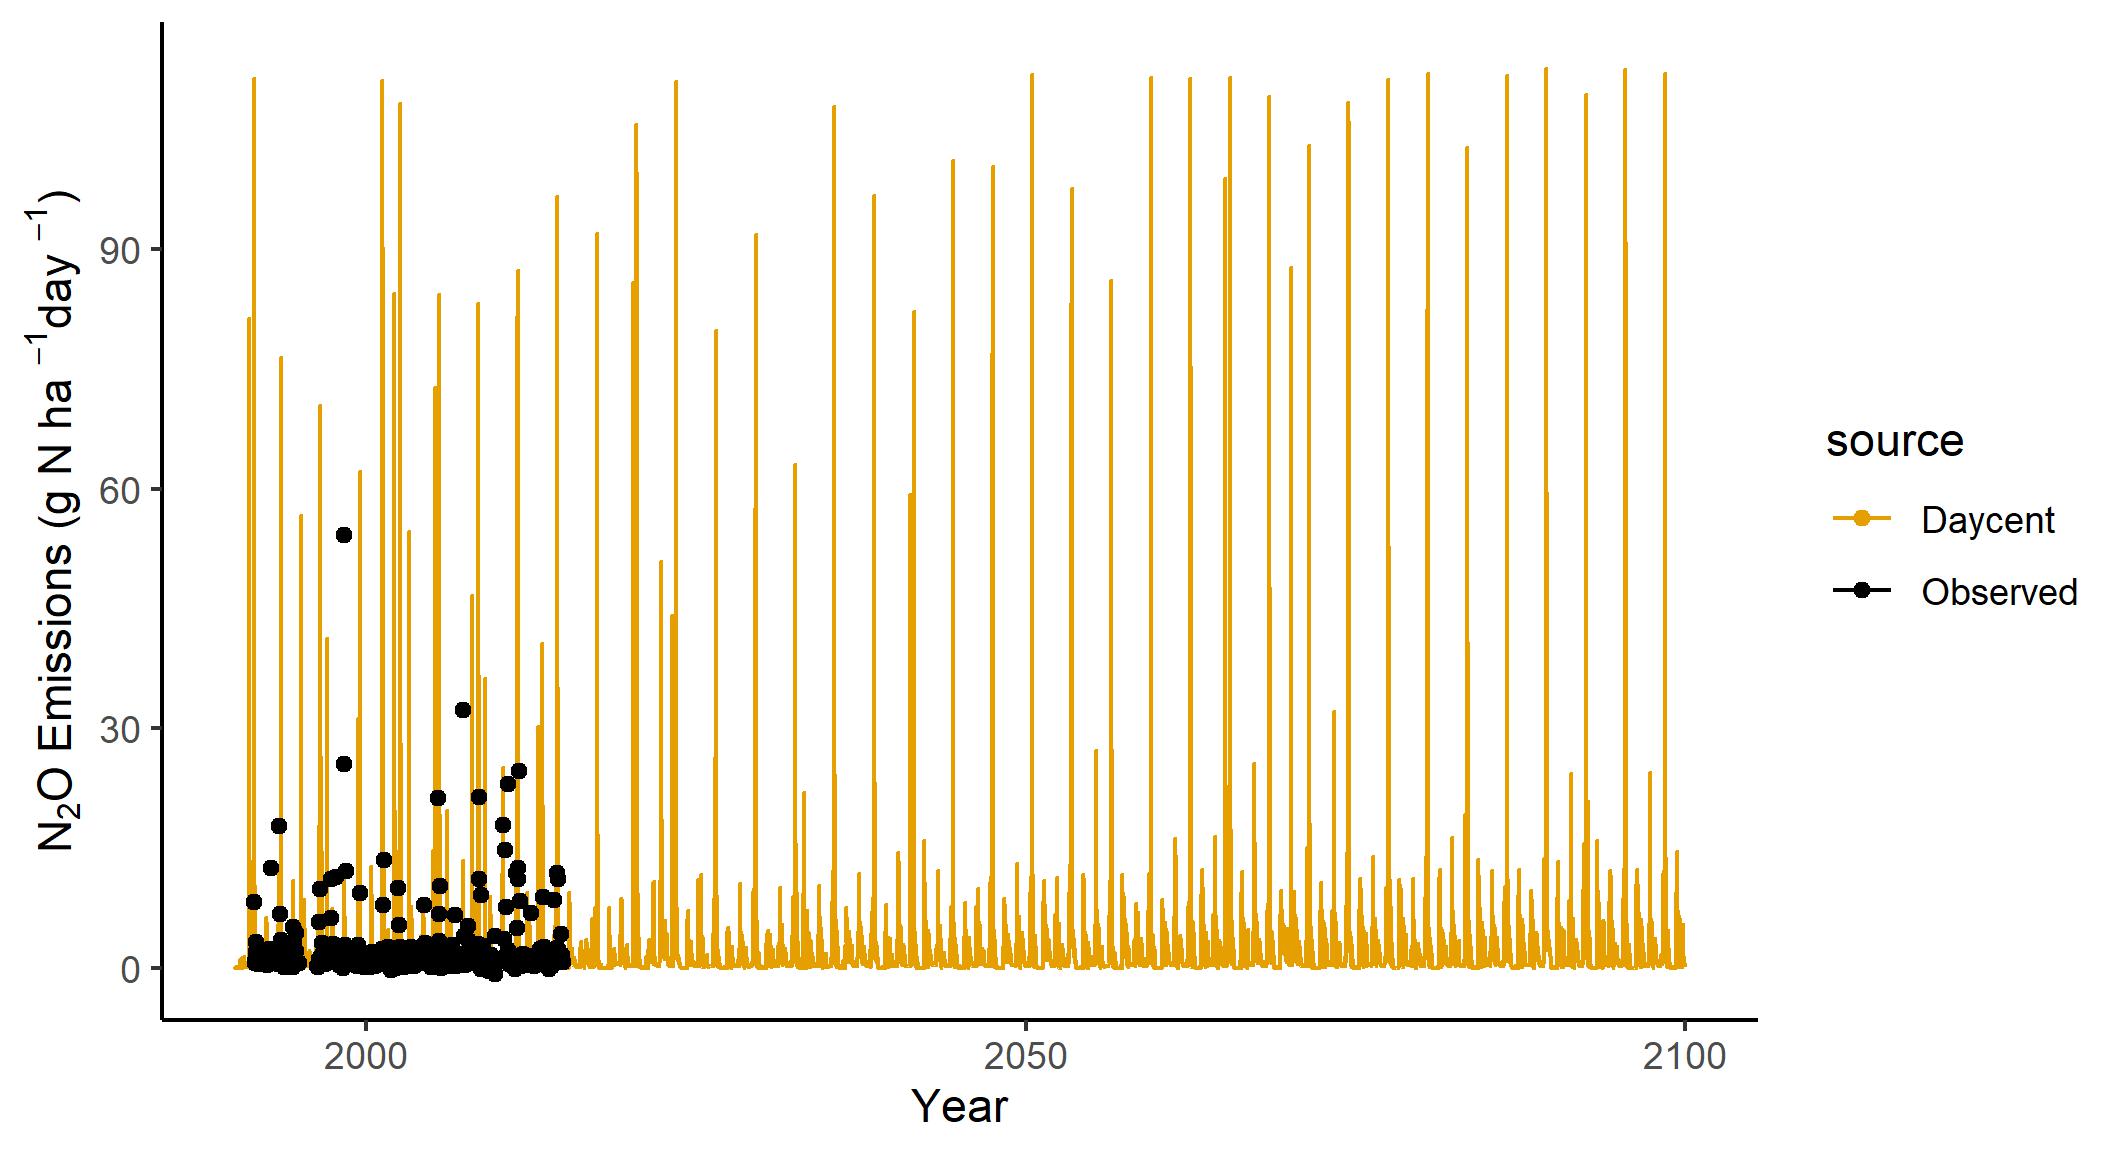 N₂O Emissions (g N ha⁻¹day⁻¹)
90
60
30
0
2000
2050
2100
Year
source
Daycent
Observed